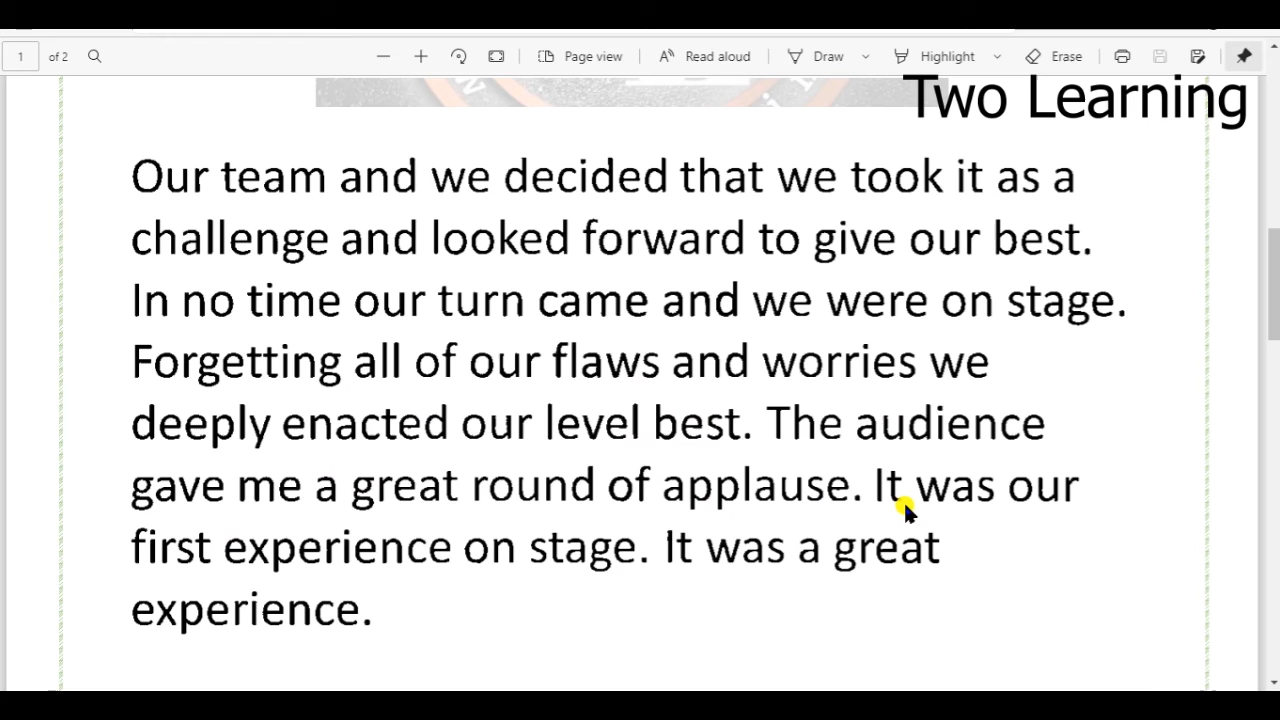 1 of 2 Page view Read aloud Draw Highlight Erase
Two Learning
Our team and we decided that we took it as a
challenge and looked forward to give our best.
In no time our turn came and we were on stage.
Forgetting all of our flaws and worries we
deeply enacted our level best. The audience
gave me a great round of applause. It was our
first experience on stage. It was a great
experience.